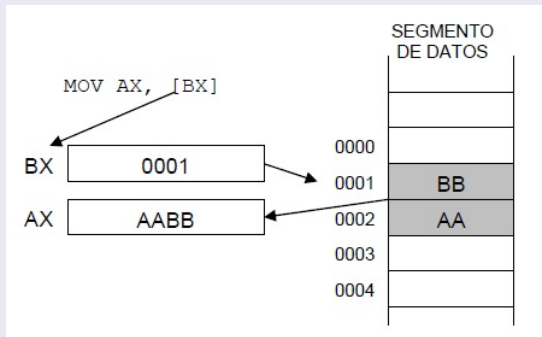 SEGMENTO
DE DATOS
MOV AX, [BX]
0000
BX 0001 0001 BB
AX AABB 0002 AA
0003
0004